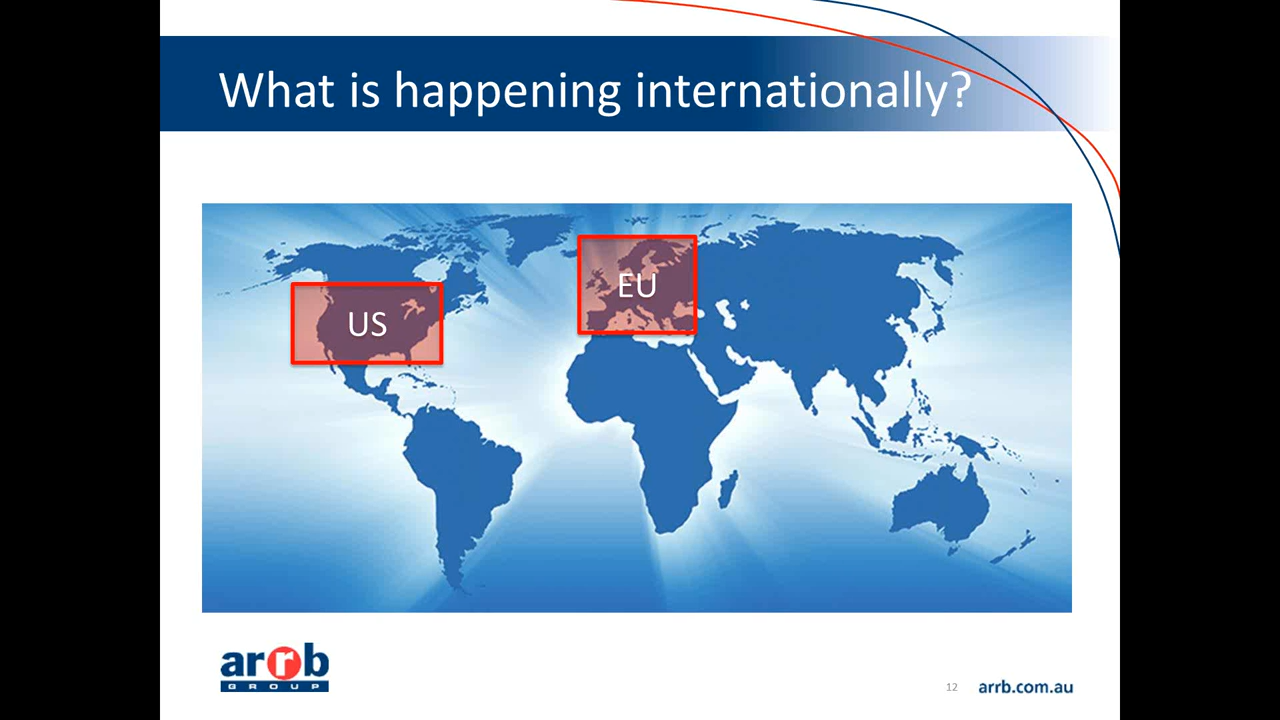 What is happening internationally?
US
EU
arrb
GROUP
12
arrb.com.au